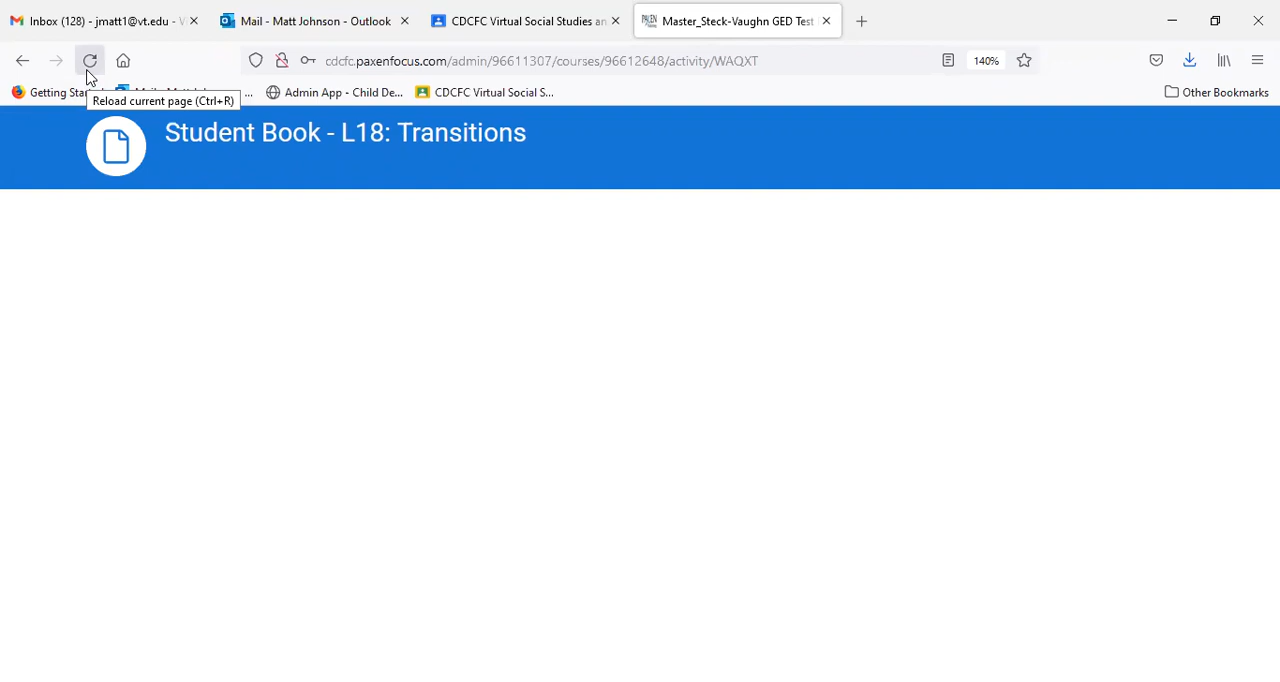 Inbox (128) - jmatt1@vt.edu - V
Mail - Matt Johnson - Outlook
CDCFC Virtual Social Studies an
PAXEN
Master_Steck-Vaughn GED Test
cdcfc.paxenfocus.com/admin/96611307/courses/96612648/activity/WAQXT
140%
Getting Sta
...
Admin App - Child De...
CDCFC Virtual Social S...
Other Bookmarks
Reload current page (Ctrl+R)
Student Book - L18: Transitions